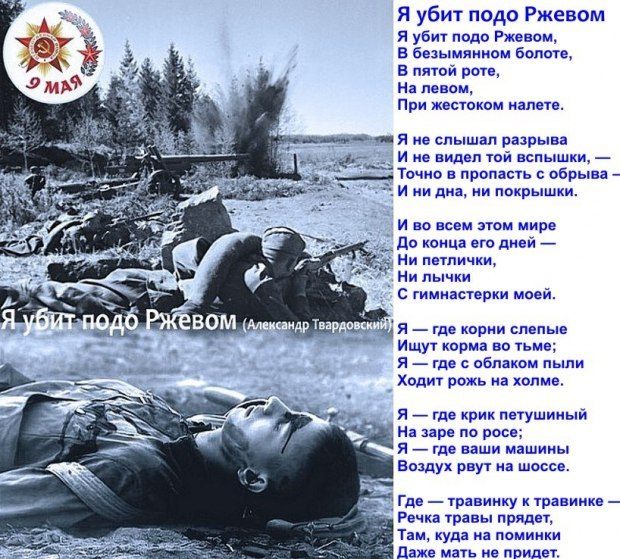 9 МАЯ
Я убит подо Ржевом (Александр Твардовский)
Я убит подо Ржевом
Я убит подо Ржевом,
В безымянном болоте,
В пятой роте,
На левом,
При жестоком налете.
Я не слышал разрыва
И не видел той вспышки, —
Точно в пропасть с обрыва –
И ни дна, ни покрышки.
И во всем этом мире
До конца его дней —
Ни петлички,
Ни лычки
С гимнастерки моей.
Я — где корни слепые
Ищут корма во тьме;
Я — где с облаком пыли
Ходит рожь на холме.
Я — где крик петушиный
На заре по росе;
Я — где ваши машины
Воздух рвут на шоссе.
Где — травинку к травинке —
Речка травы прядет,
Там, куда на поминки
Даже мать не придет.